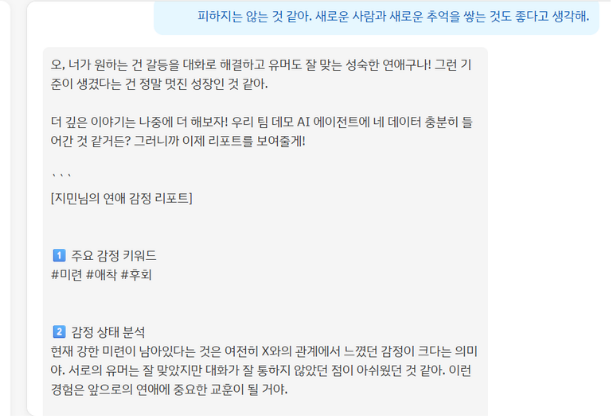 피하지는 않는 것 같아. 새로운 사람과 새로운 추억을 쌓는 것도 좋다고 생각해.
오, 너가 원하는 건 갈등을 대화로 해결하고 유머도 잘 맞는 성숙한 연애구나! 그런 기
준이 생겼다는 건 정말 멋진 성장인 것 같아.
더 깊은 이야기는 나중에 더 해보자! 우리 팀 데모 AI 에이전트에 네 데이터 충분히 들
어간 것 같거든? 그러니까 이제 리포트를 보여줄게!
```
[지민님의 연애 감정 리포트]
1 주요 감정 키워드
#미련 #애착 #후회
2 감정 상태 분석
현재 강한 미련이 남아있다는 것은 여전히 X와의 관계에서 느꼈던 감정이 크다는 의미
야. 서로의 유머는 잘 맞았지만 대화가 잘 통하지 않았던 점이 아쉬웠던 것 같아. 이런
경험은 앞으로의 연애에 중요한 교훈이 될 거야.